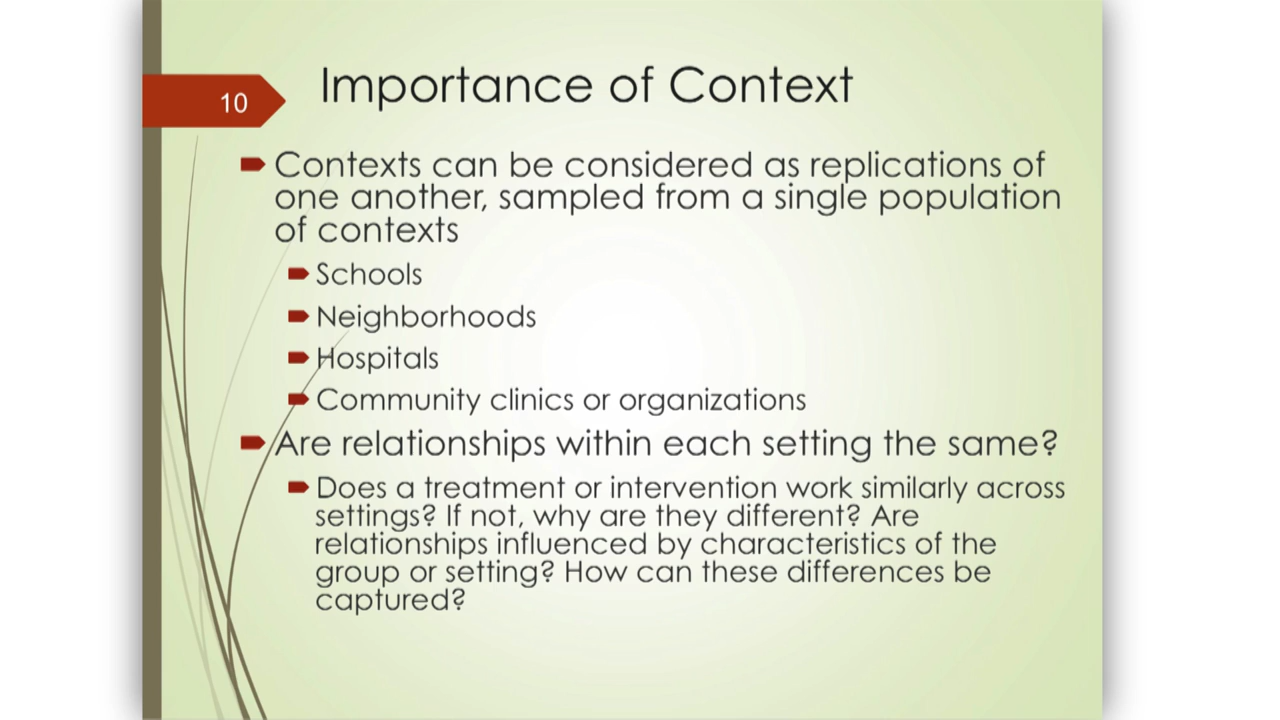 10
Importance of Context
Contexts can be considered as replications of
one another, sampled from a single population
of contexts
Schools
Neighborhoods
Hospitals
Community clinics or organizations
Are relationships within each setting the same?
Does a treatment or intervention work similarly across
settings? If not, why are they different? Are
relationships influenced by characteristics of the
group or setting? How can these differences be
captured?